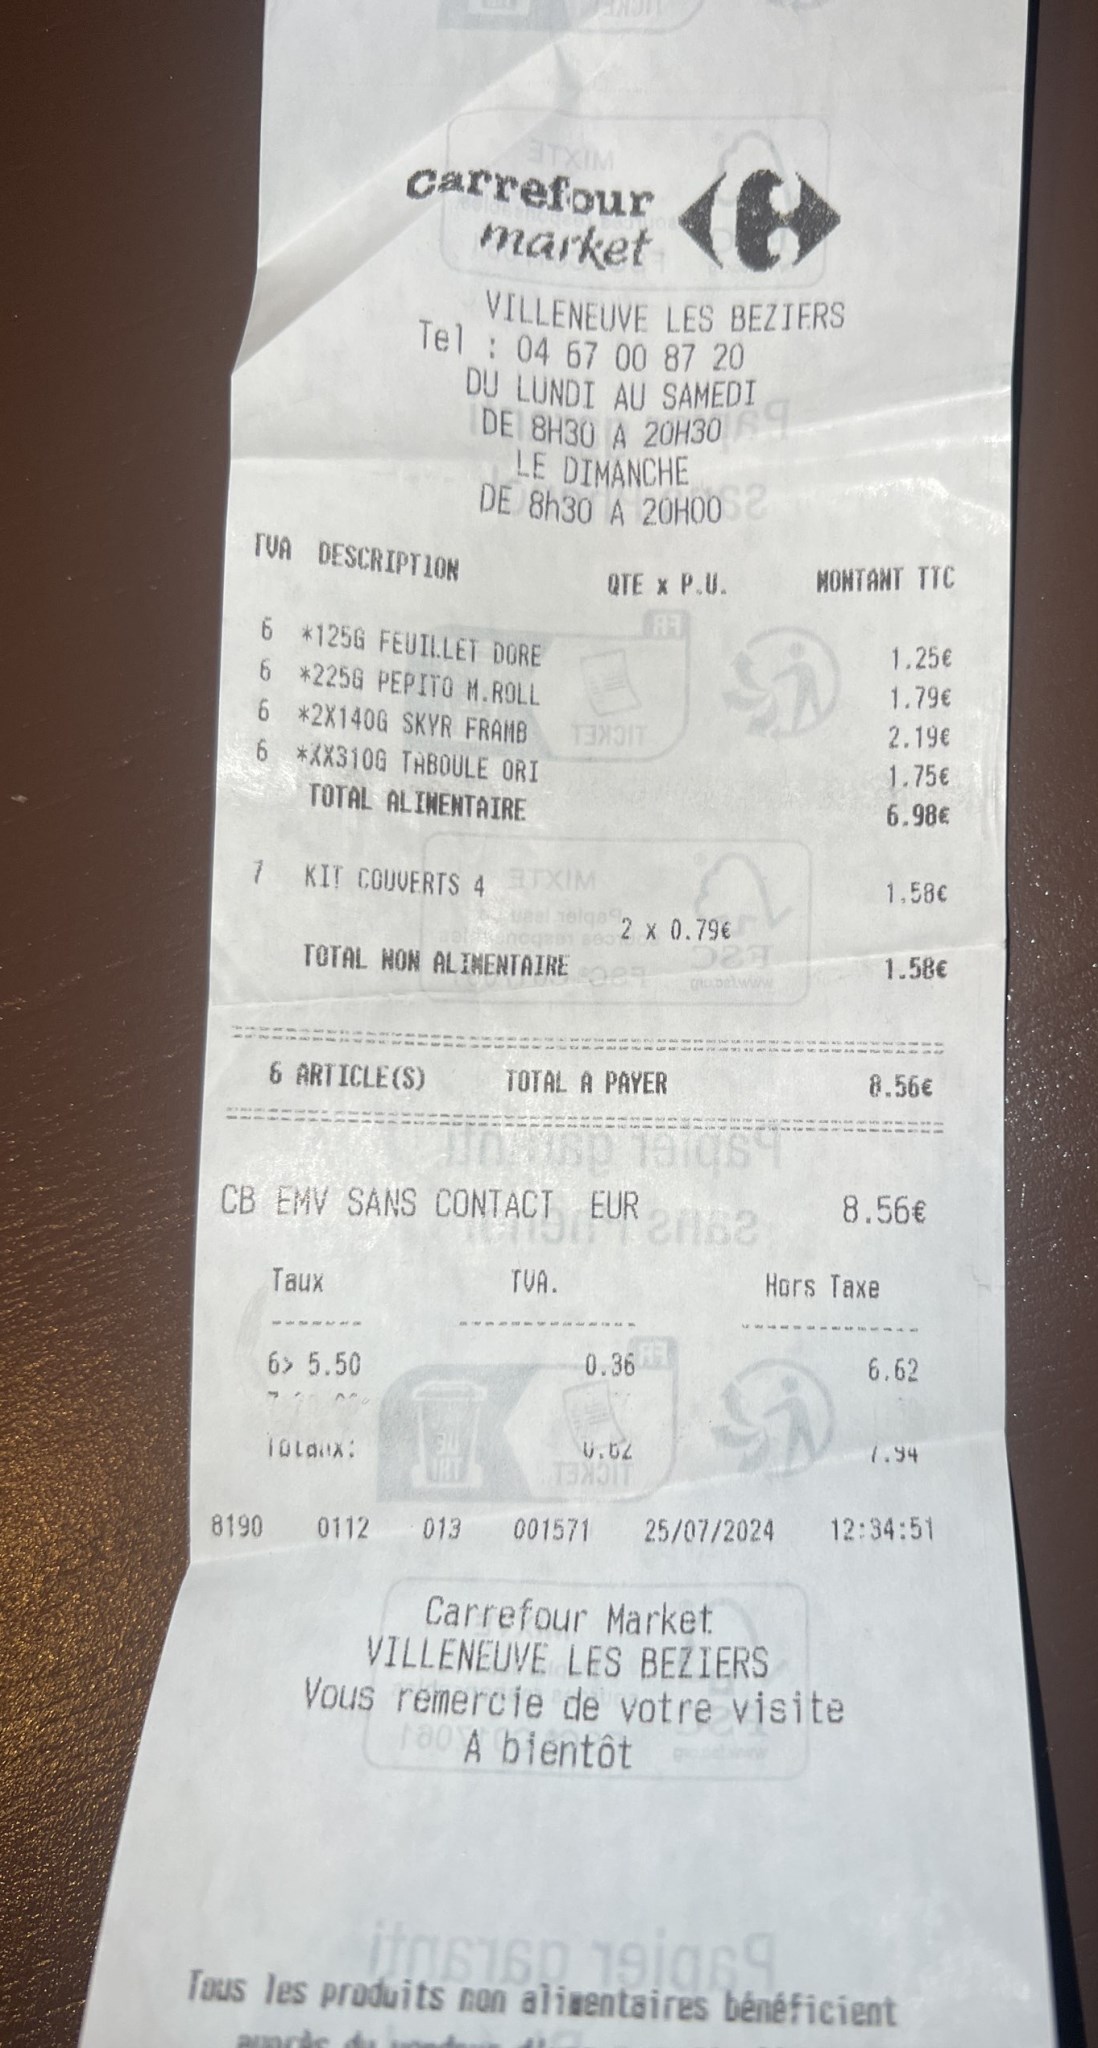 carrefour
market
VILLENEUVE LES BEZIERS
Tel : 04 67 00 87 20
DU LUNDI AU SAMEDI
DE 8H30 A 20H30
LE DIMANCHE
DE 8h30 A 20H00
TVA DESCRIPTION QTE x P.U. MONTANT TTC
6 *125G FEUILLET DORE 1.25€
6 *225G PEPITO M.ROLL 1.79€
6 *2X140G SKYR FRAMB 2.19€
6 *XX310G TABOULE ORI 1.75€
TOTAL ALIMENTAIRE 6.98€
7 KIT COUVERTS 4 1.58€
2 x 0.79€
TOTAL NON ALIMENTAIRE 1.58€
6 ARTICLE(S) TOTAL A PAYER 8.56€
CB EMV SANS CONTACT EUR 8.56€
Taux TVA. Hors Taxe
6> 5.50 0.36 6.62
Totaux: 0.62 7.94
8190 0112 013 001571 25/07/2024 12:34:51
Carrefour Market
VILLENEUVE LES BEZIERS
Vous remercie de votre visite
A bientôt
Tous les produits non alimentaires bénéficient
auprès du vendeur